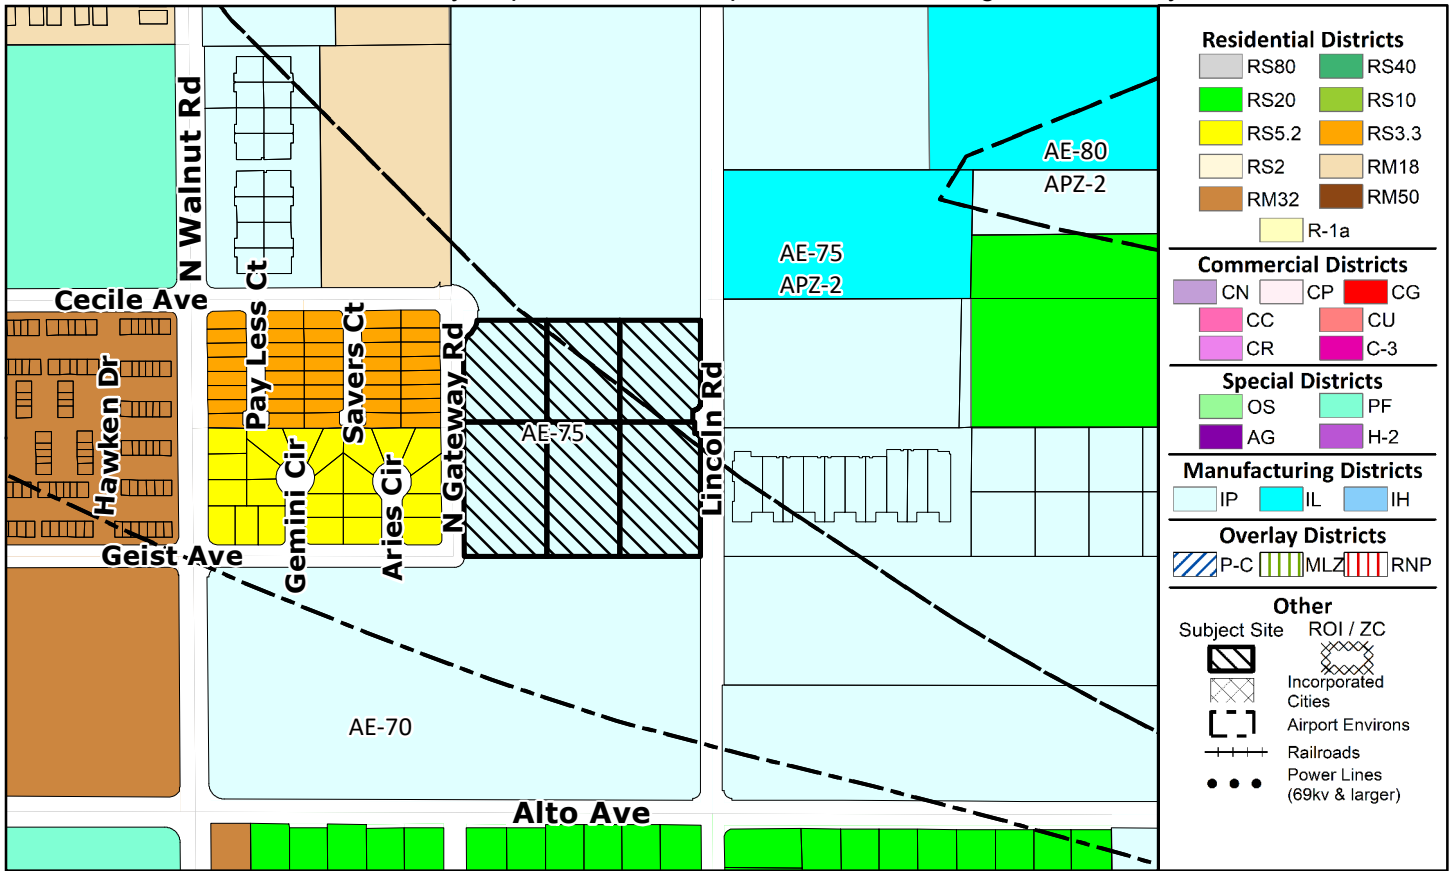 N Walnut Rd
AE-80
APZ-2
AE-75
APZ-2
Cecile Ave
Pay Less Ct
Savers Ct
N Gateway Rd
Lincoln Rd
Hawken Dr
AE-75
Gemini Cir
Aries Cir
Geist Ave
AE-70
Alto Ave
Residential Districts
RS80 RS40
RS20 RS10
RS5.2 RS3.3
RS2 RM18
RM32 RM50
R-1a
Commercial Districts
CN CP CG
CC CU
CR C-3
Special Districts
OS PF
AG H-2
Manufacturing Districts
IP IL IH
Overlay Districts
P-C MLZ RNP
Other
Subject Site ROI / ZC
Incorporated
Cities
Airport Environs
Railroads
Power Lines
(69kv & larger)